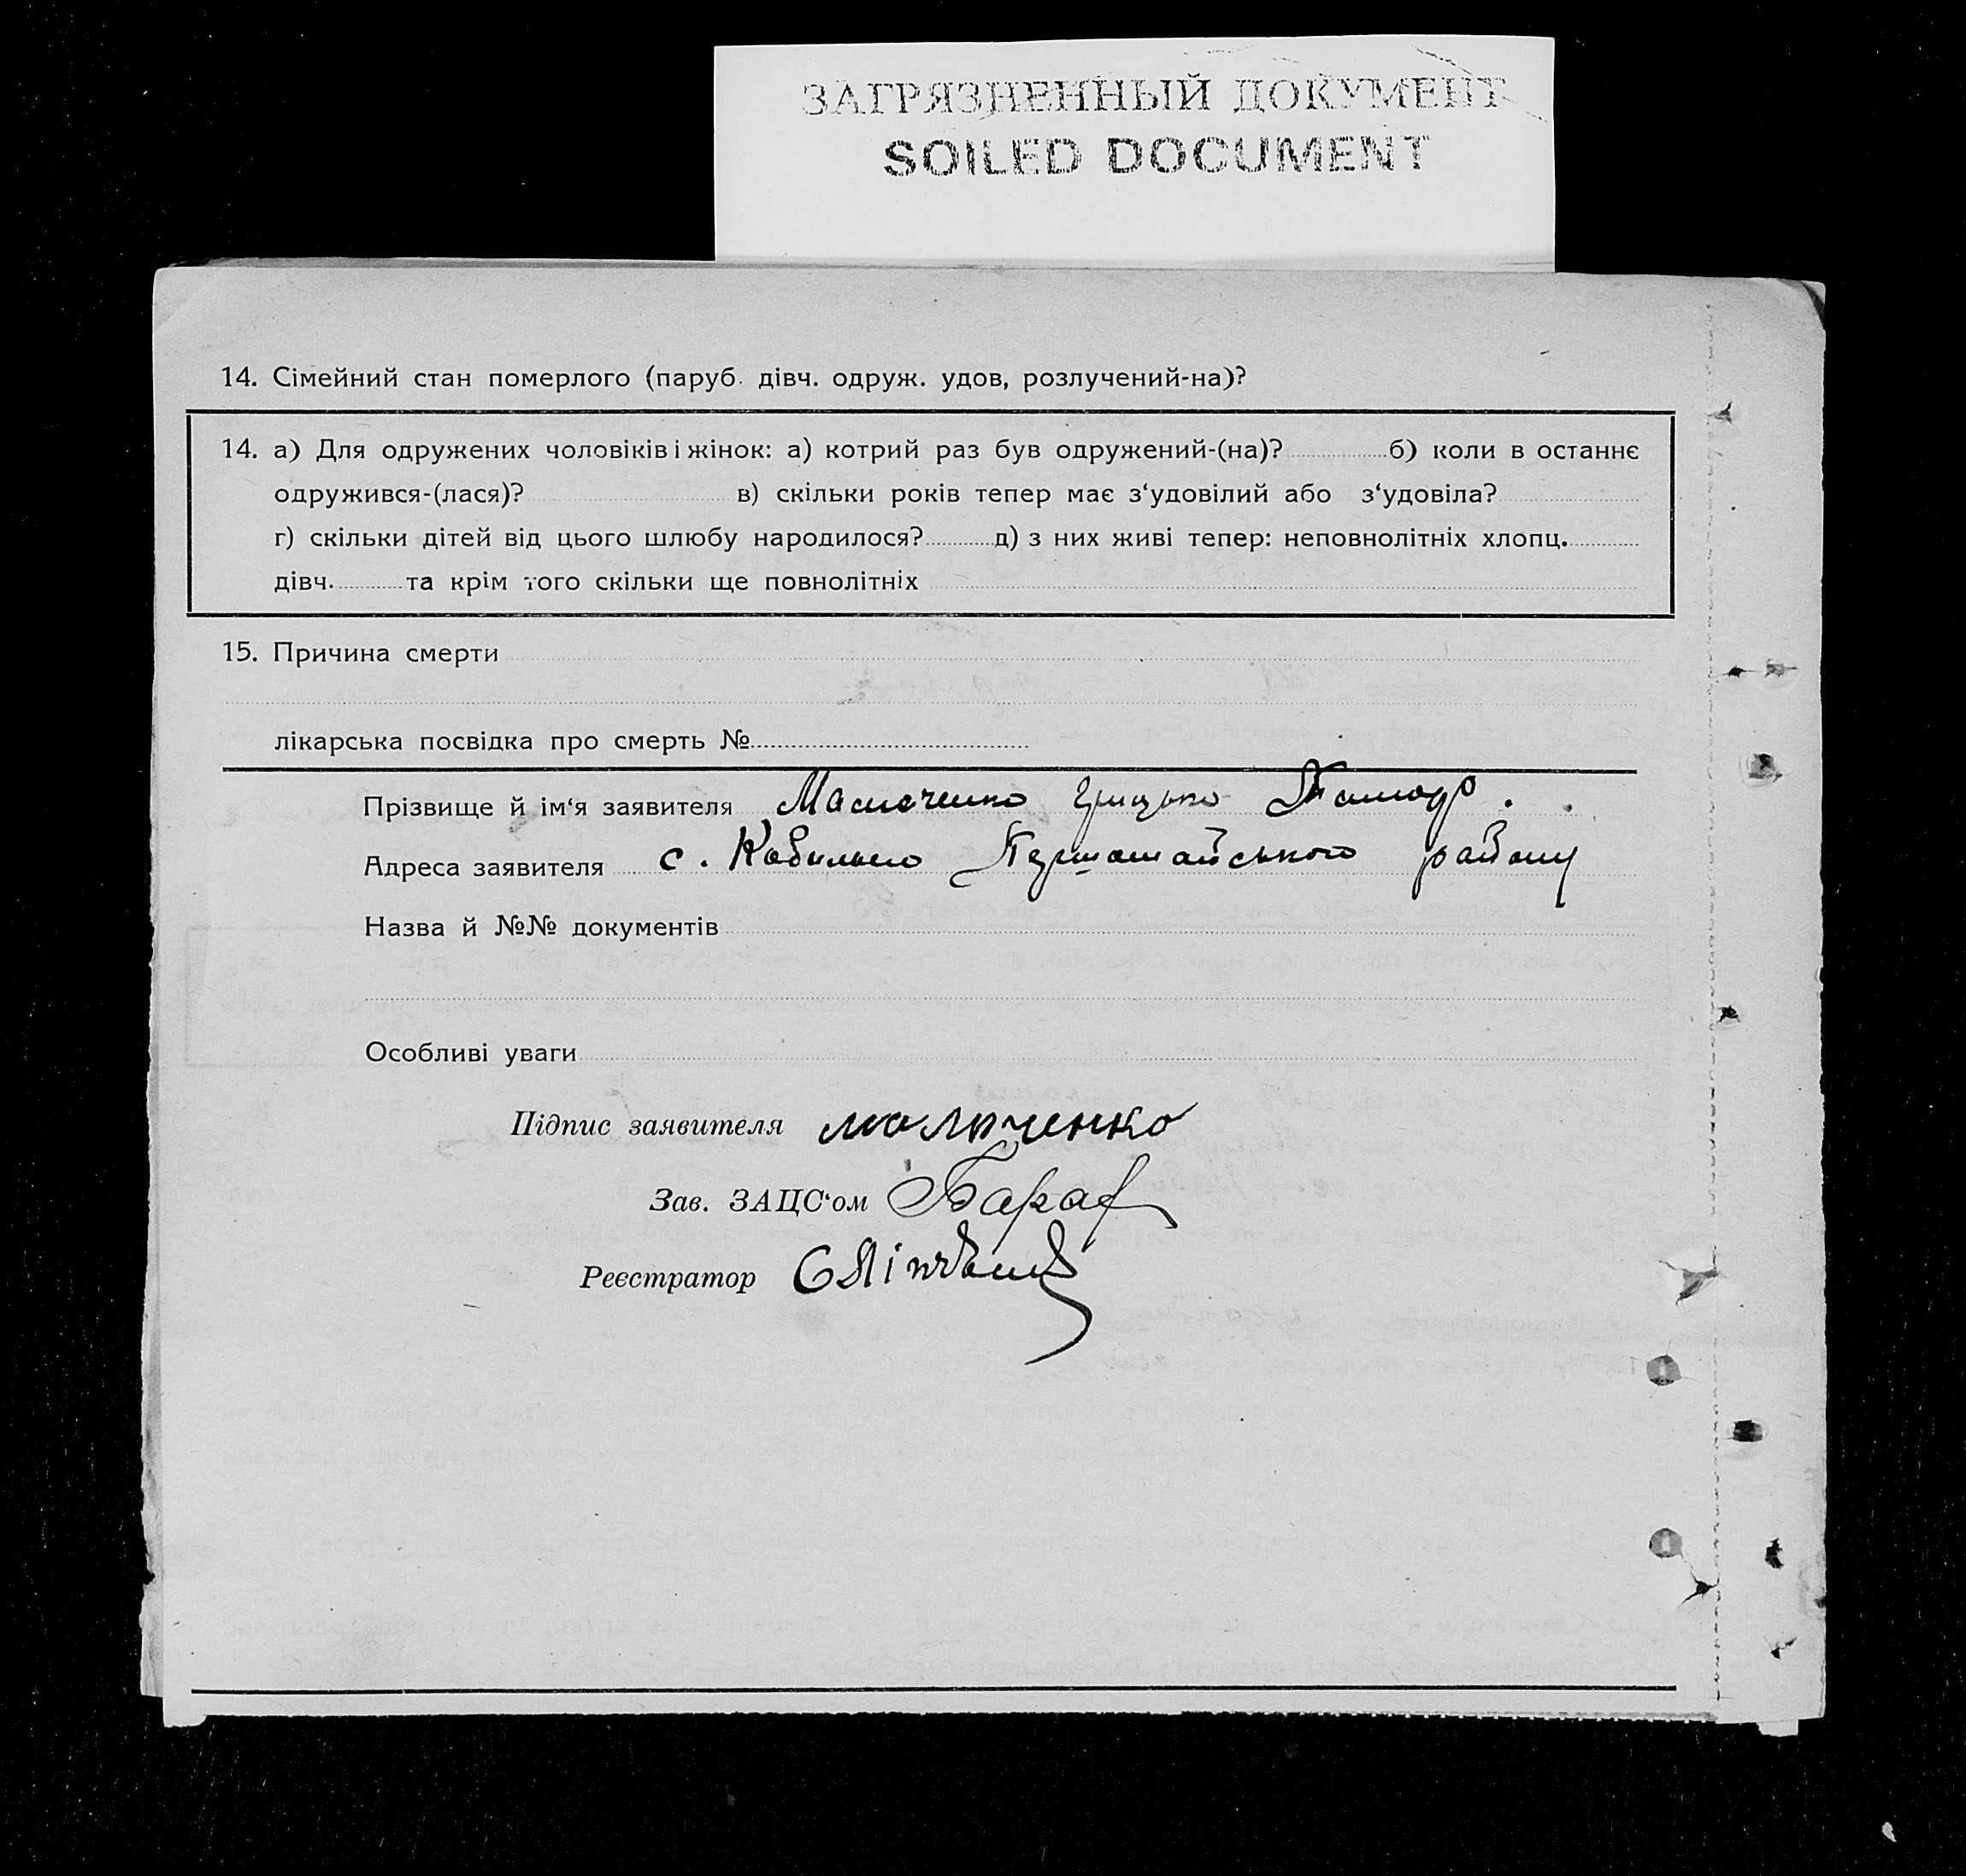 ЗАГРЯЗНЕННЫЙ ДОКУМЕНТ
SOILED DOCUMENT
14. Сімейний стан померлого (паруб. дівч. одруж. удов, розлучений-на)?
14. а) Для одружених чоловіків і жінок: а) котрий раз був одружений-(на)? б) коли в останнє
одружився-(лася)? в) скільки років тепер має з‘удовілий або з‘удовіла?
г) скільки дітей від цього шлюбу народилося? д) з них живі тепер: неповнолітніх хлопц.
дівч. та крім того скільки ще повнолітніх
15. Причина смерти
лікарська посвідка про смерть №
Прізвище й ім‘я заявителя Грицько
Адреса заявителя с. Першотравенського району
Назва й №№ документів
Особливі уваги
Підпис заявителя
Зав. ЗАЦС‘ом
Реєстратор